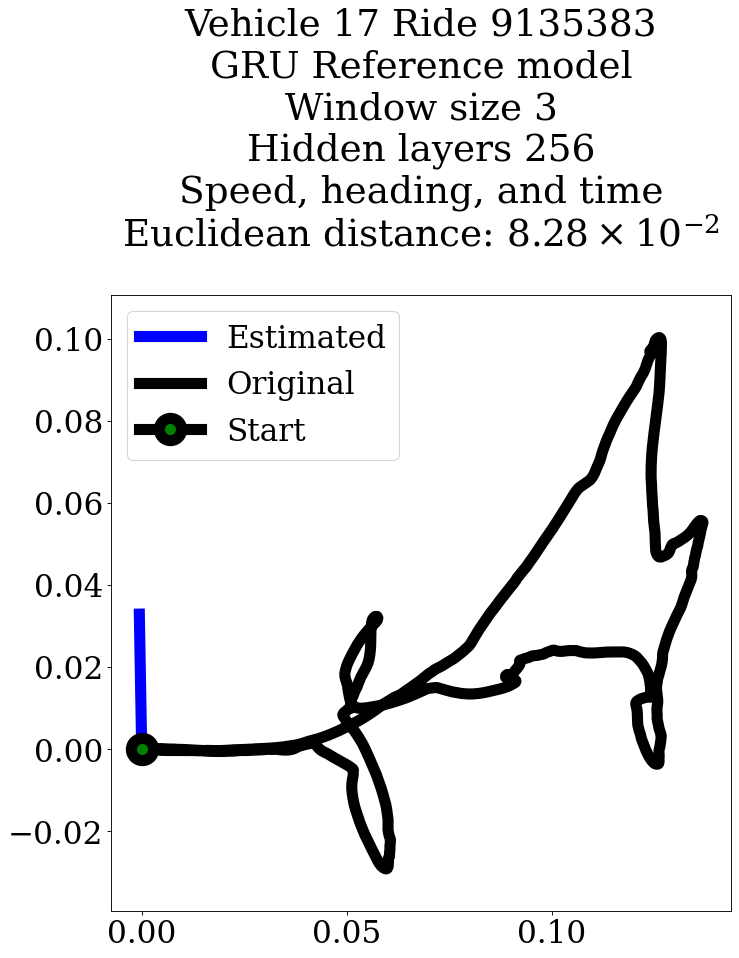 Vehicle 17 Ride 9135383
GRU Reference model
Window size 3
Hidden layers 256
Speed, heading, and time
Euclidean distance: 8.28 × 10⁻²
Estimated
Original
Start
0.10
0.08
0.06
0.04
0.02
0.00
−0.02
0.00 0.05 0.10